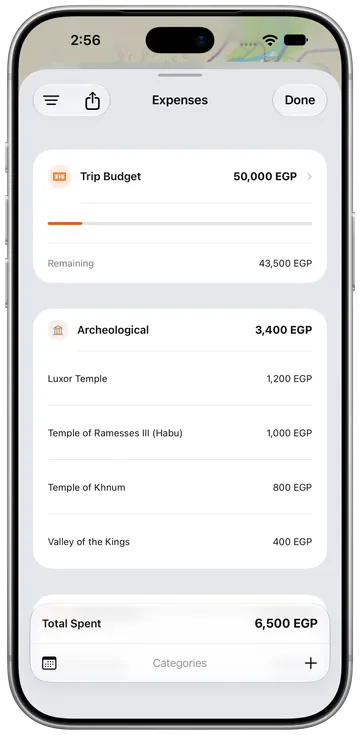 2:56
Expenses
Done
Trip Budget
50,000 EGP
Remaining
43,500 EGP
Archeological
3,400 EGP
Luxor Temple
1,200 EGP
Temple of Ramesses III (Habu)
1,000 EGP
Temple of Khnum
800 EGP
Valley of the Kings
400 EGP
Total Spent
6,500 EGP
Categories